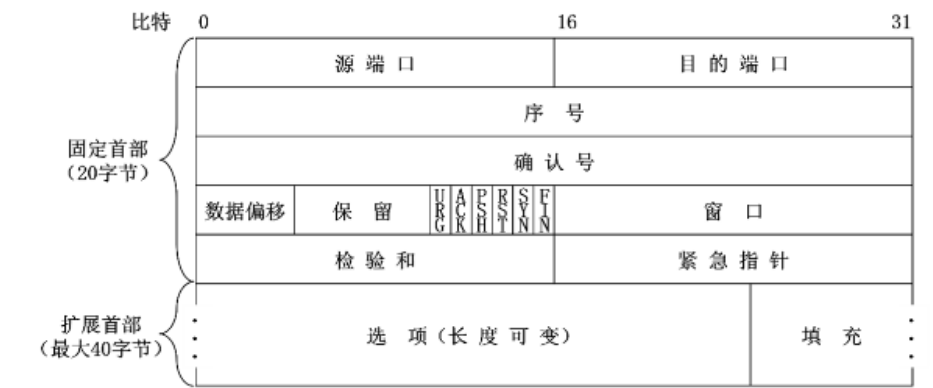 比特 0 16 31
源端口 目的端口
序号
固定首部
(20字节)
确认号
数据偏移 保留 URG ACK PSH RST SYN FIN 窗口
检验和 紧急指针
扩展首部
(最大40字节)
选项(长度可变) 填充